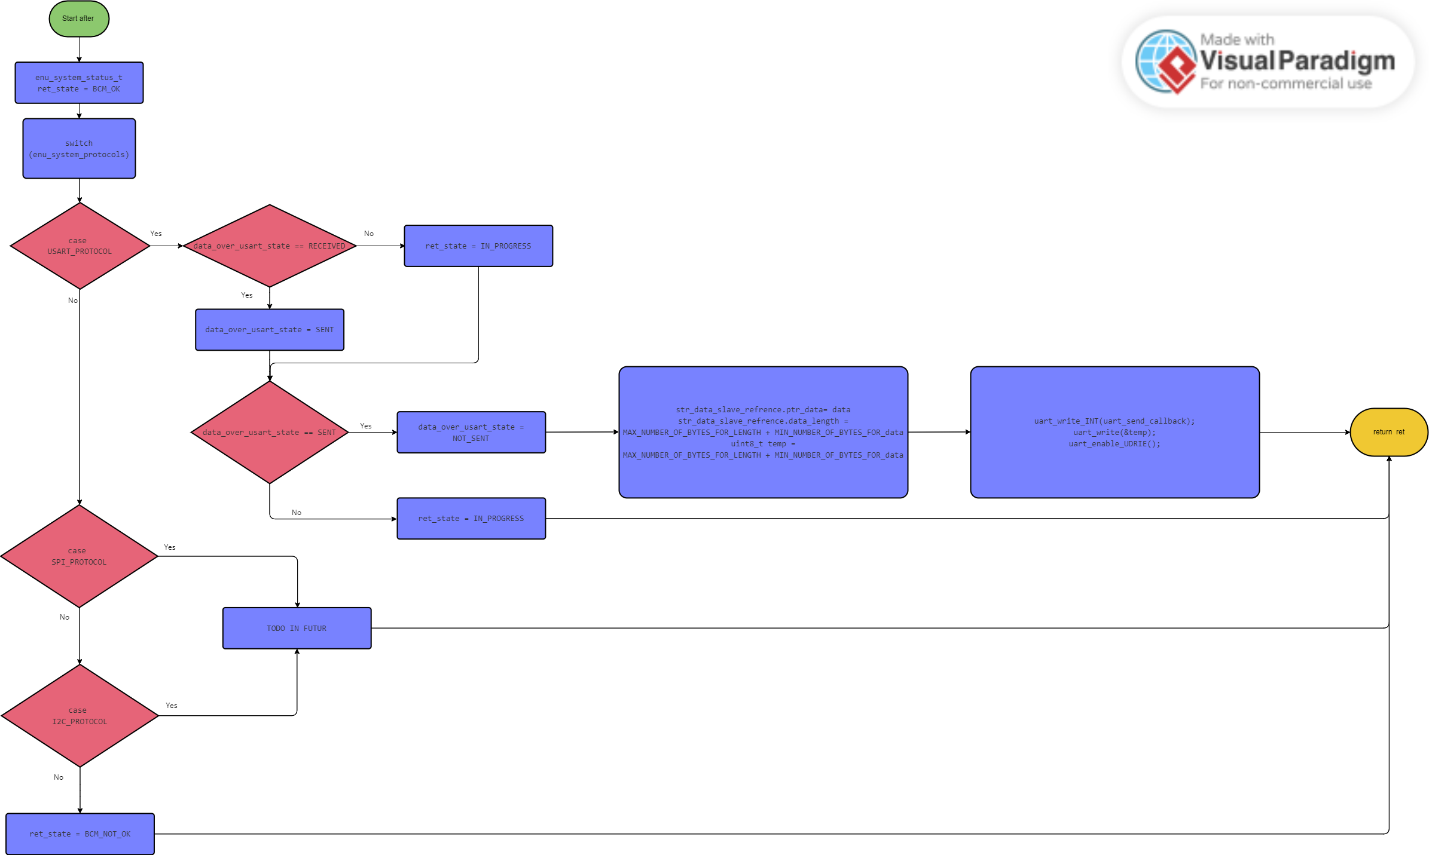 Start after
Made with
Visual Paradigm
For non-commercial use
enu_system_status_t
ret_state = BCM_OK
switch
(enu_system_protocols)
case
USART_PROTOCOL
Yes
data_over_usart_state == RECEIVED
No
ret_state = IN_PROGRESS
No
Yes
data_over_usart_state = SENT
data_over_usart_state == SENT
Yes
data_over_usart_state =
NOT_SENT
str_data_slave_refrence.ptr_data= data
str_data_slave_refrence.data_length =
MAX_NUMBER_OF_BYTES_FOR_LENGTH + MIN_NUMBER_OF_BYTES_FOR_data
uint8_t temp =
MAX_NUMBER_OF_BYTES_FOR_LENGTH + MIN_NUMBER_OF_BYTES_FOR_data
uart_write_INT(uart_send_callback);
uart_write(&temp);
uart_enable_UDRIE();
return ret
No
ret_state = IN_PROGRESS
case
SPI_PROTOCOL
Yes
No
TODO IN FUTUR
case
I2C_PROTOCOL
Yes
No
ret_state = BCM_NOT_OK